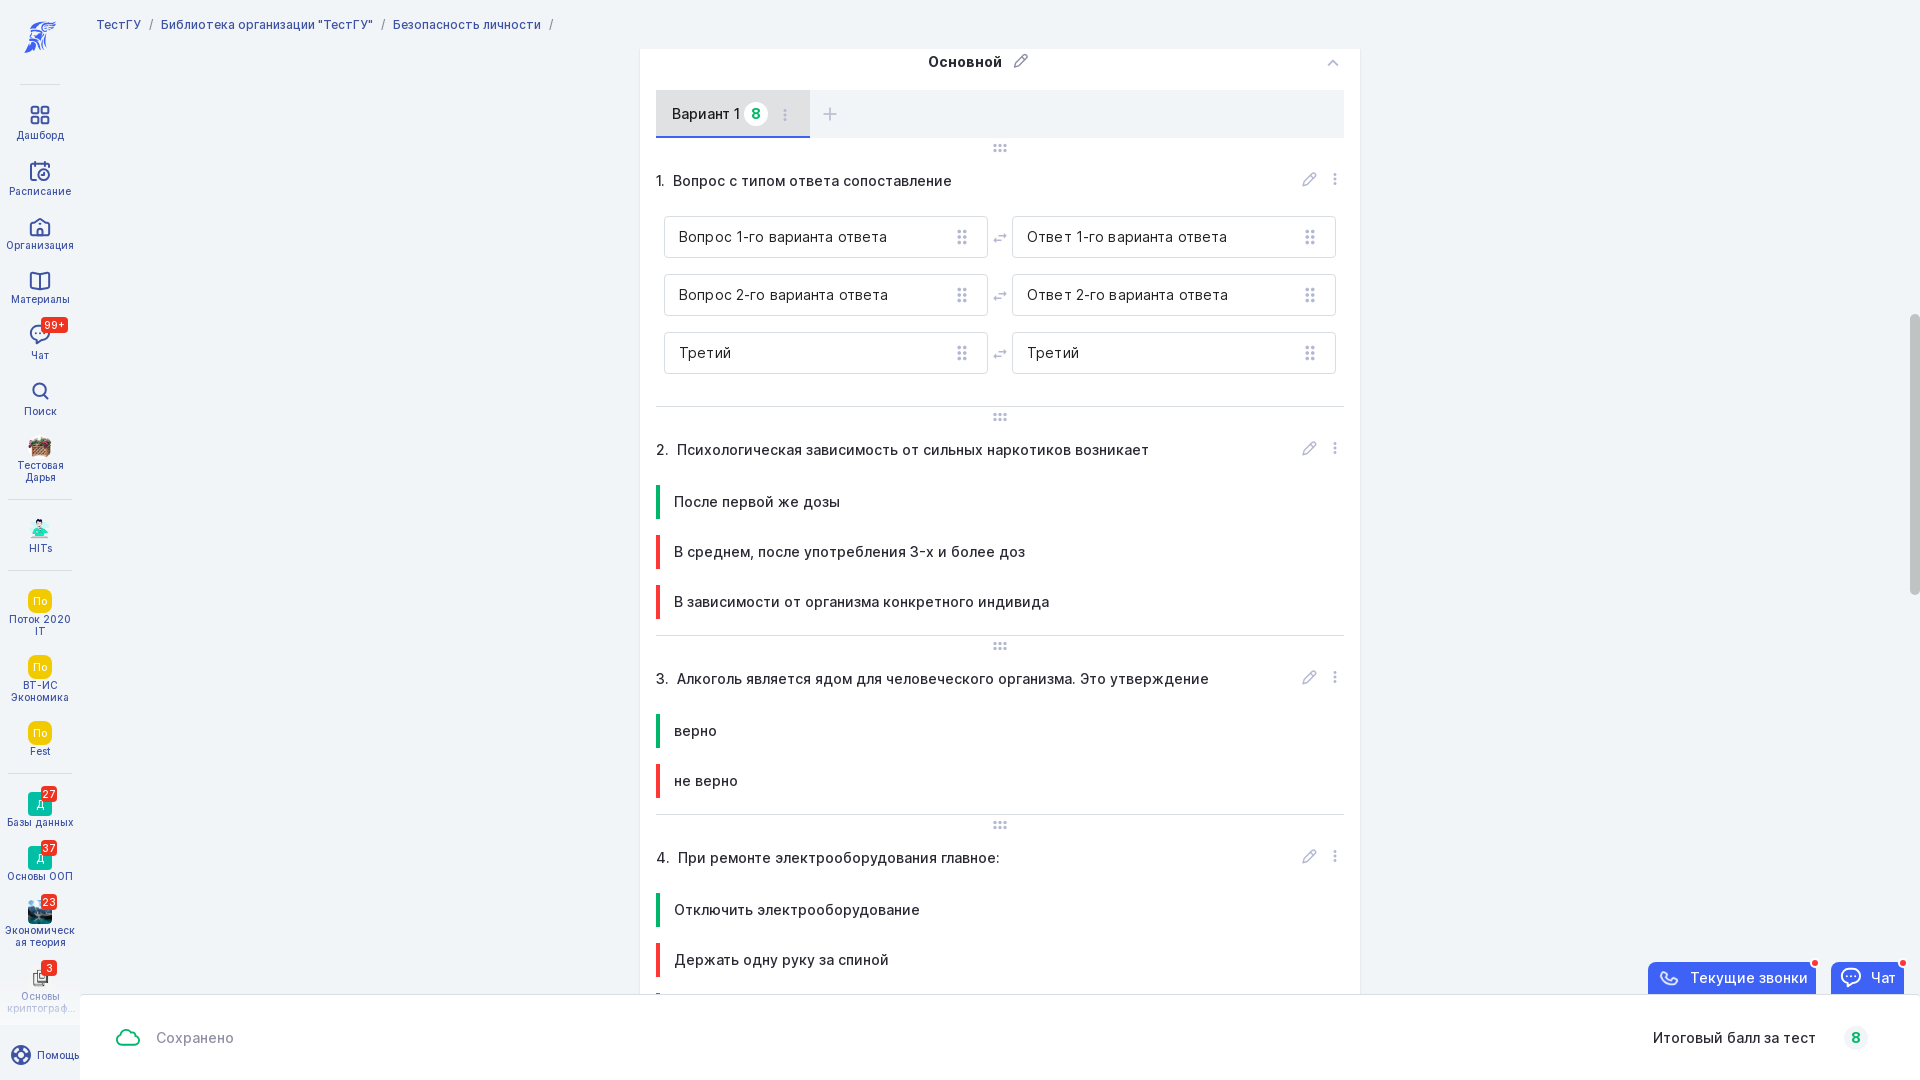 ТестГУ / Библиотека организации "ТестГУ" / Безопасность личности /
Дашборд
Расписание
Организация
Материалы
99+
Чат
Поиск
Тестовая
Дарья
HITs
По
Поток 2020
IT
По
ВТ-ИС
Экономика
По
Fest
27
Д
Базы данных
37
Д
Основы ООП
23
Экономическ
ая теория
3
Основы
криптограф...
Помощь
Основной
Вариант 1 8
1. Вопрос с типом ответа сопоставление
Вопрос 1-го варианта ответа
Ответ 1-го варианта ответа
Вопрос 2-го варианта ответа
Ответ 2-го варианта ответа
Третий
Третий
2. Психологическая зависимость от сильных наркотиков возникает
После первой же дозы
В среднем, после употребления 3-х и более доз
В зависимости от организма конкретного индивида
3. Алкоголь является ядом для человеческого организма. Это утверждение
верно
не верно
4. При ремонте электрооборудования главное:
Отключить электрооборудование
Держать одну руку за спиной
Текущие звонки
Чат
Сохранено
Итоговый балл за тест 8